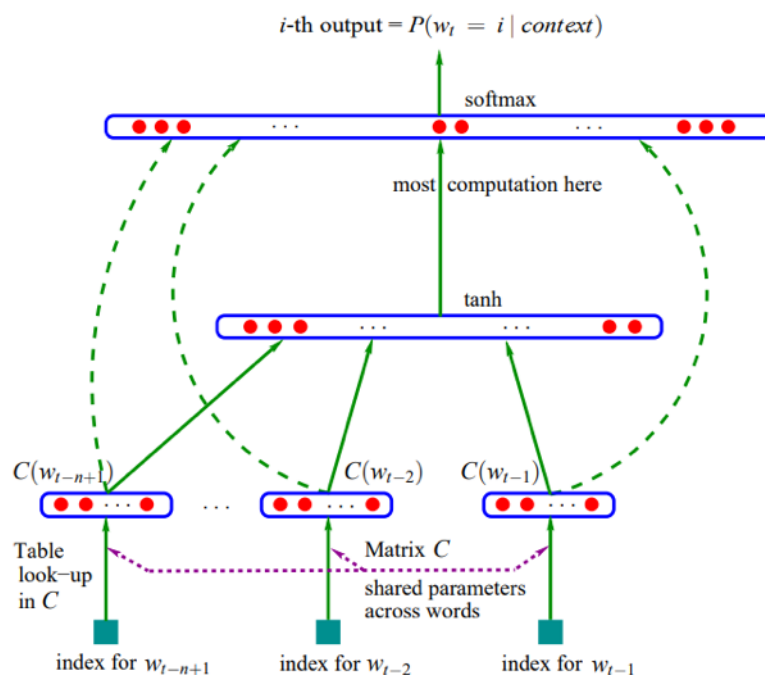 i-th output = P(w_t = i | context)
softmax
. . .
. . .
most computation here
tanh
. . .
. . .
C(w_{t−n+1})
C(w_{t−2})
C(w_{t−1})
. . .
. . .
. . .
. . .
Table
look−up
in C
Matrix C
shared parameters
across words
index for w_{t−n+1}
index for w_{t−2}
index for w_{t−1}